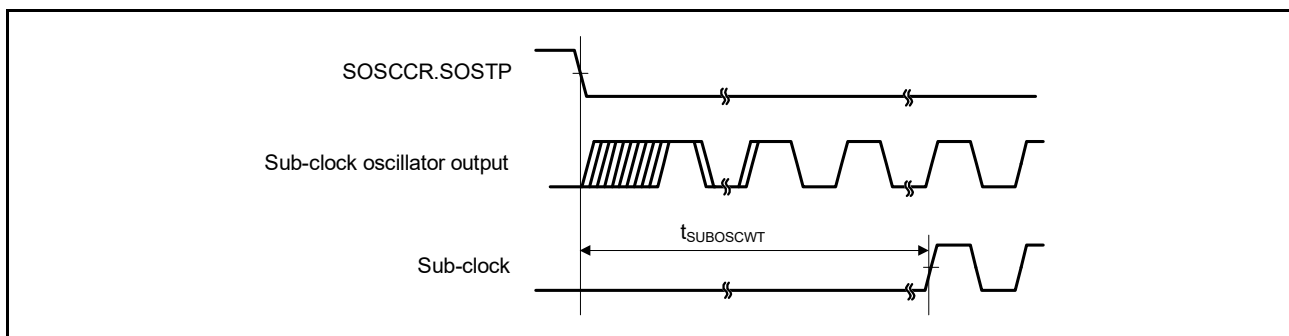 SOSCCR.SOSTP
Sub-clock oscillator output
tSUBOSCWT
Sub-clock